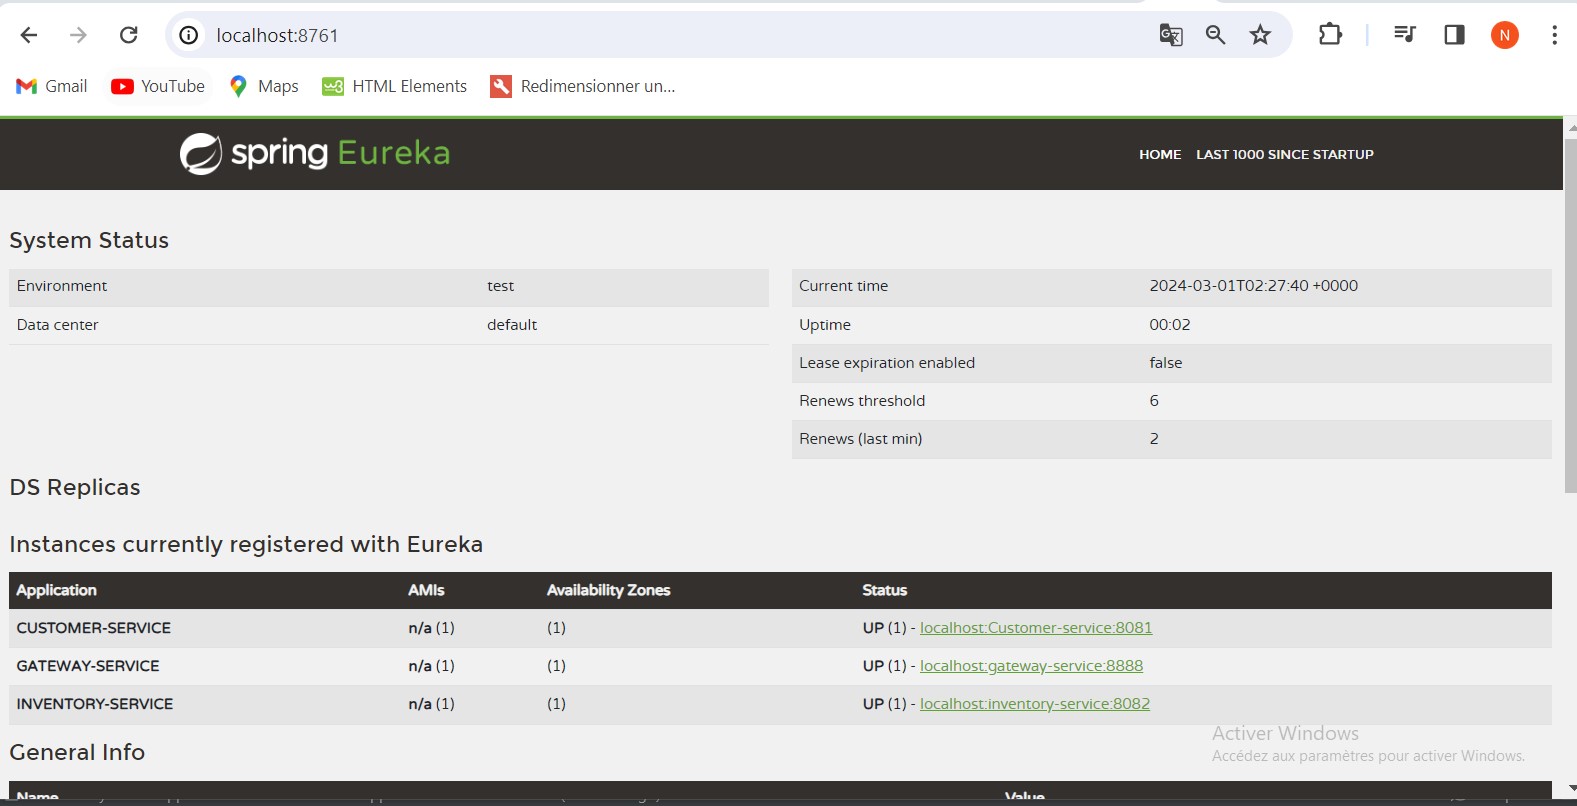 localhost:8761
N
Gmail YouTube Maps HTML Elements Redimensionner un...
spring Eureka HOME LAST 1000 SINCE STARTUP
System Status
Environment test Current time 2024-03-01T02:27:40 +0000
Data center default Uptime 00:02
Lease expiration enabled false
Renews threshold 6
Renews (last min) 2
DS Replicas
Instances currently registered with Eureka
Application AMIs Availability Zones Status
CUSTOMER-SERVICE n/a (1) (1) UP (1) - localhost:Customer-service:8081
GATEWAY-SERVICE n/a (1) (1) UP (1) - localhost:gateway-service:8888
INVENTORY-SERVICE n/a (1) (1) UP (1) - localhost:inventory-service:8082
Activer Windows
General Info
Accédez aux paramètres pour activer Windows.
Name Value